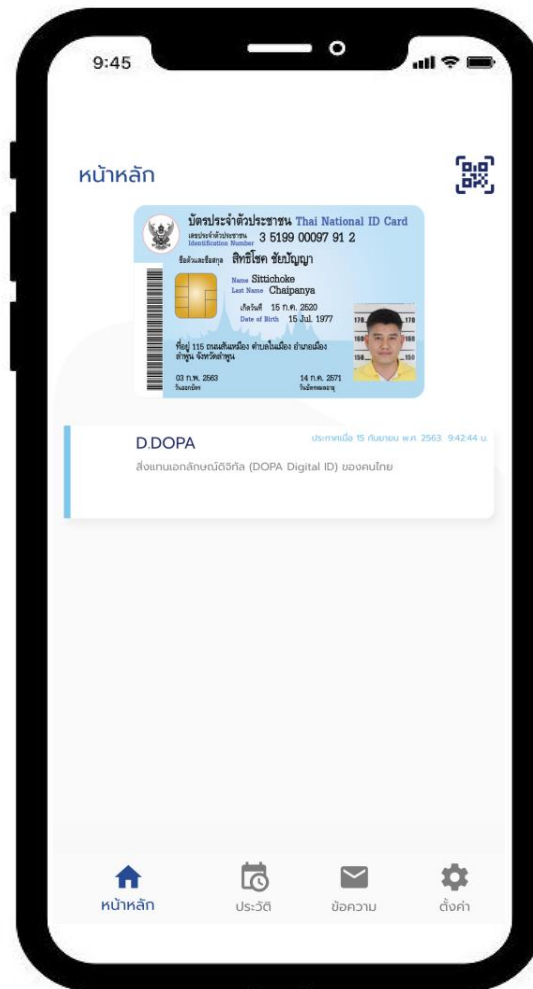 9:45
หน้าหลัก
บัตรประจำตัวประชาชน Thai National ID Card
เลขประจำตัวประชาชน
Identification Number 3 5199 00097 91 2
ชื่อตัวและชื่อสกุล สิทธิโชค ชัยปัญญา
Name Sittichoke
Last Name Chaipanya
เกิดวันที่ 15 ก.ค. 2520
Date of Birth 15 Jul. 1977
ที่อยู่ 115 ถนนสันเหมือง ตำบลในเมือง อำเภอเมือง
ลำพูน จังหวัดลำพูน
03 ก.พ. 2563 14 ก.ค. 2571
วันออกบัตร วันบัตรหมดอายุ
170 170
160 160
150 150
D.DOPA ประกาศเมื่อ 15 กันยายน พ.ศ. 2563 9:42:44 น.
สิ่งแทนเอกลักษณ์ดิจิทัล (DOPA Digital ID) ของคนไทย
หน้าหลัก ประวัติ ข้อความ ตั้งค่า